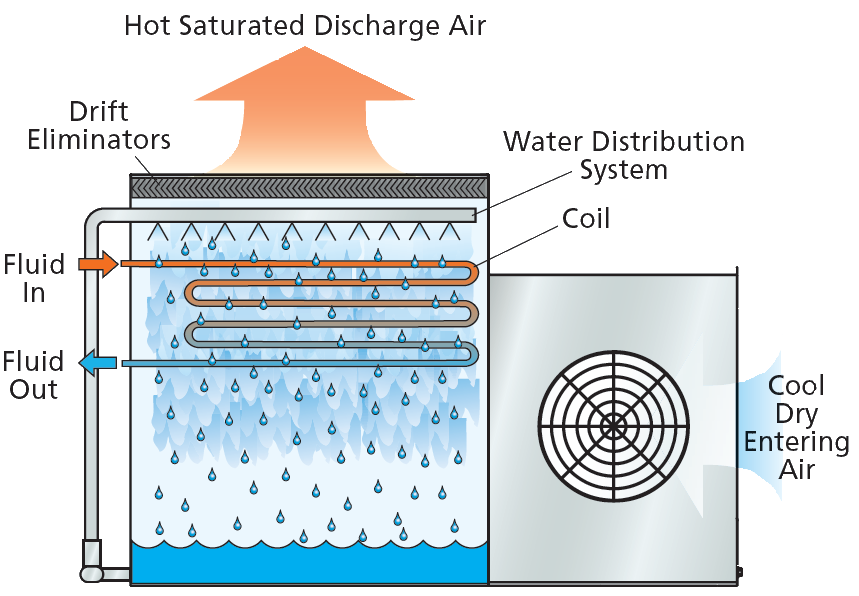 Hot Saturated Discharge Air
Drift
Eliminators
Water Distribution
System
Coil
Fluid
In
Fluid
Out
Cool
Dry
Entering
Air